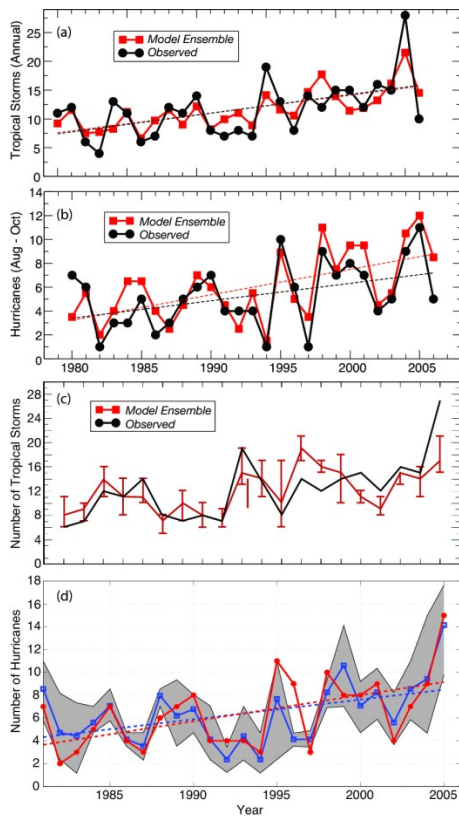 Tropical Storms (Annual)
(a)
Model Ensemble
Observed
25
20
15
10
5
0
Hurricanes (Aug - Oct)
(b)
Model Ensemble
Observed
14
12
10
8
6
4
2
0
1980 1985 1990 1995 2000 2005
Number of Tropical Storms
(c)
Model Ensemble
Observed
28
24
20
16
12
8
4
0
Number of Hurricanes
(d)
18
16
14
12
10
8
6
4
2
0
1985 1990 1995 2000 2005
Year